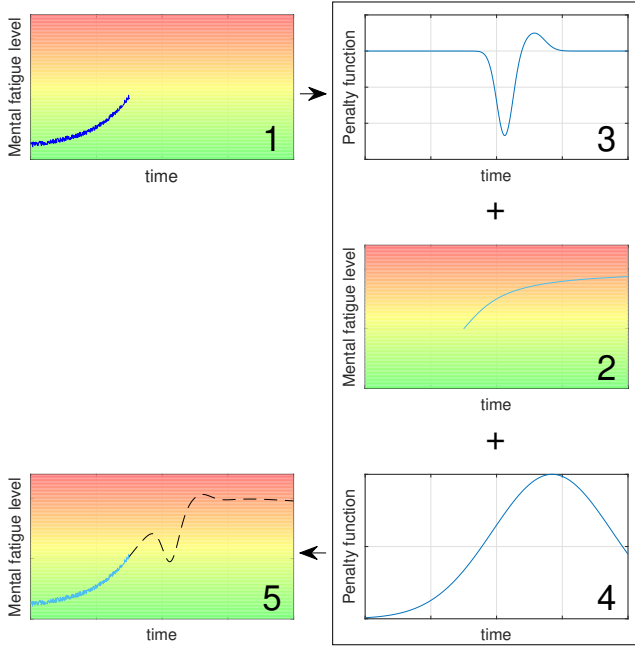 Mental fatigue level
1
time
Penalty function
3
time
+
Mental fatigue level
2
time
+
Mental fatigue level
5
time
Penalty function
4
time